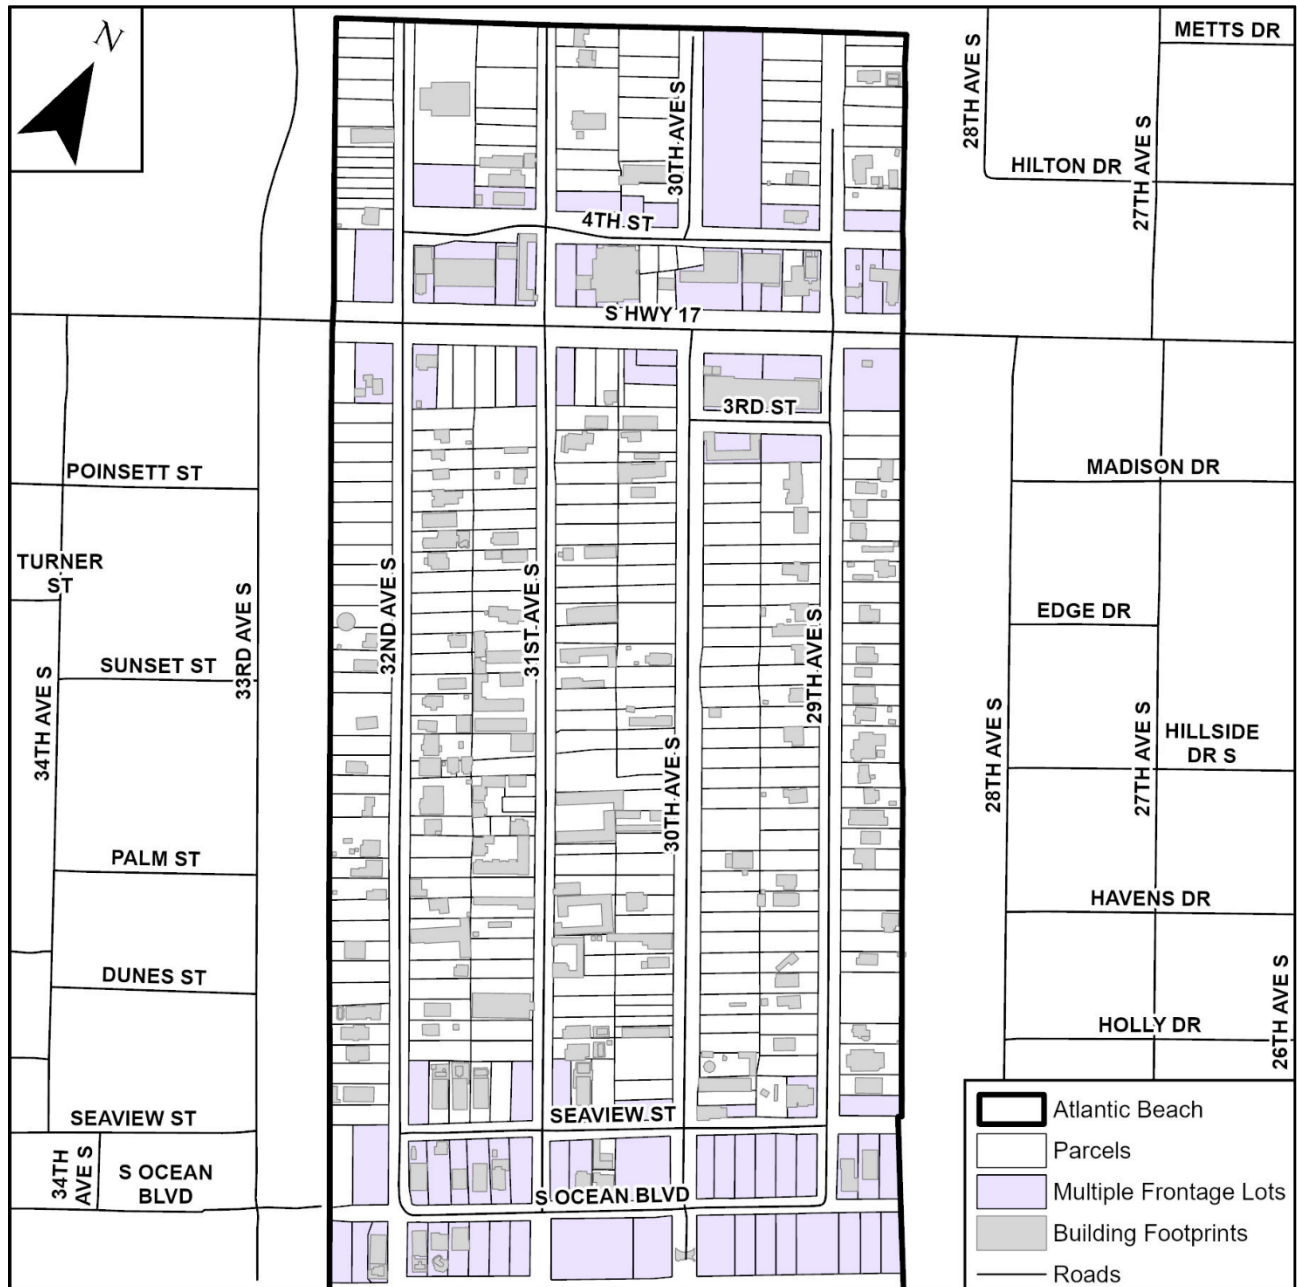 N
METTS DR
28TH AVE S
27TH AVE S
HILTON DR
30TH AVE S
4TH ST
S HWY 17
3RD ST
POINSETT ST
MADISON DR
TURNER
ST
33RD AVE S
32ND AVE S
31ST AVE S
29TH AVE S
EDGE DR
SUNSET ST
34TH AVE S
30TH AVE S
28TH AVE S
27TH AVE S
HILLSIDE
DR S
PALM ST
HAVENS DR
DUNES ST
26TH AVE S
HOLLY DR
SEAVIEW ST
SEAVIEW ST
34TH
AVE S
S OCEAN
BLVD
S OCEAN BLVD
Atlantic Beach
Parcels
Multiple Frontage Lots
Building Footprints
Roads